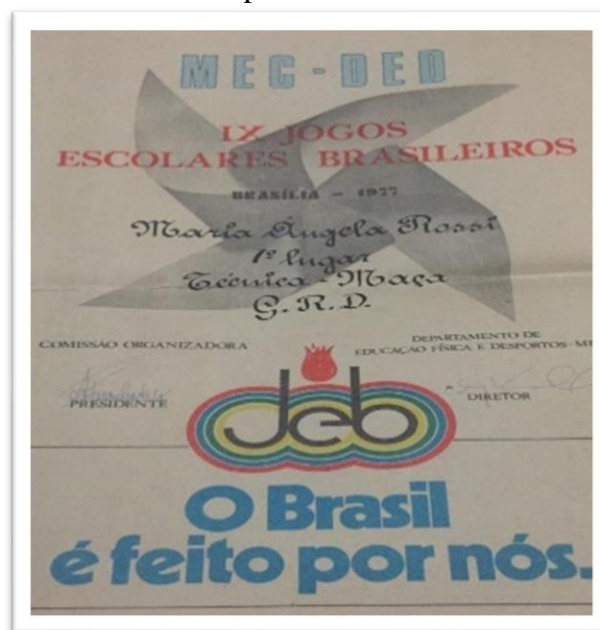 MEC-DED
IX JOGOS
ESCOLARES BRASILEIROS
BRASÍLIA - 1977
Maria Ângela Rossi
1º lugar
Técnica - Maça
G. R. D.
COMISSÃO ORGANIZADORA
PRESIDENTE
DEPARTAMENTO DE
EDUCAÇÃO FÍSICA E DESPORTOS-
DIRETOR
jeb
O Brasil
é feito por nós.